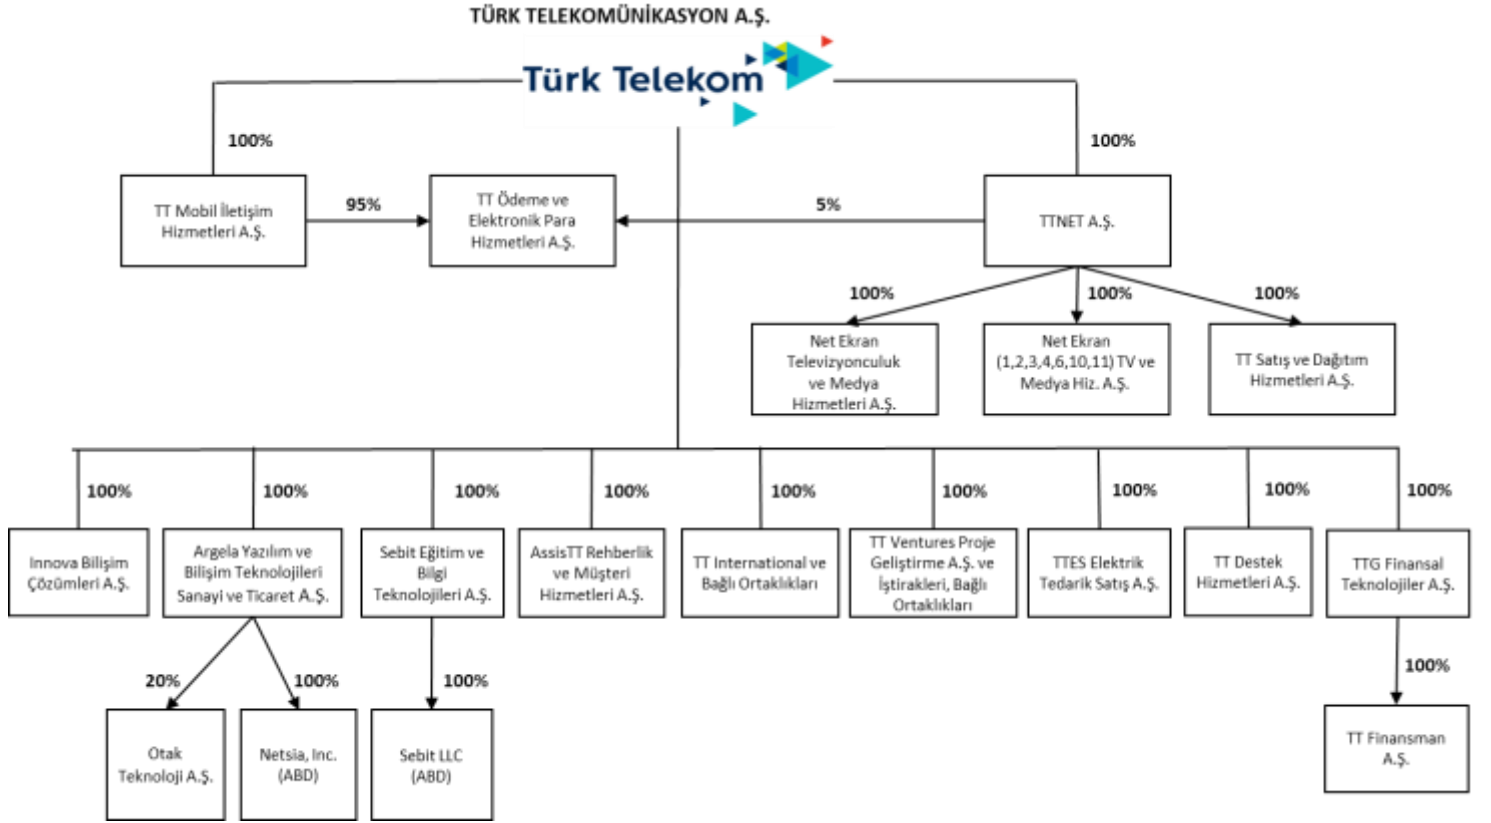 TÜRK TELEKOMÜNİKASYON A.Ş.
Türk Telekom
100%
100%
TT Mobil İletişim
Hizmetleri A.Ş.
95%
TT Ödeme ve
Elektronik Para
Hizmetleri A.Ş.
5%
TTNET A.Ş.
100%
100%
100%
Net Ekran
Televizyonculuk
ve Medya
Hizmetleri A.Ş.
Net Ekran
(1,2,3,4,6,10,11) TV ve
Medya Hiz. A.Ş.
TT Satış ve Dağıtım
Hizmetleri A.Ş.
100%
100%
100%
100%
100%
100%
100%
100%
100%
Innova Bilişim
Çözümleri A.Ş.
Argela Yazılım ve
Bilişim Teknolojileri
Sanayi ve Ticaret A.Ş.
Sebit Eğitim ve
Bilgi
Teknolojileri A.Ş.
AssisTT Rehberlik
ve Müşteri
Hizmetleri A.Ş.
TT International ve
Bağlı Ortaklıkları
TT Ventures Proje
Geliştirme A.Ş. ve
İştirakleri, Bağlı
Ortaklıkları
TTES Elektrik
Tedarik Satış A.Ş.
TT Destek
Hizmetleri A.Ş.
TTG Finansal
Teknolojiler A.Ş.
20%
100%
100%
100%
Otak
Teknoloji A.Ş.
Netsia, Inc.
(ABD)
Sebit LLC
(ABD)
TT Finansman
A.Ş.